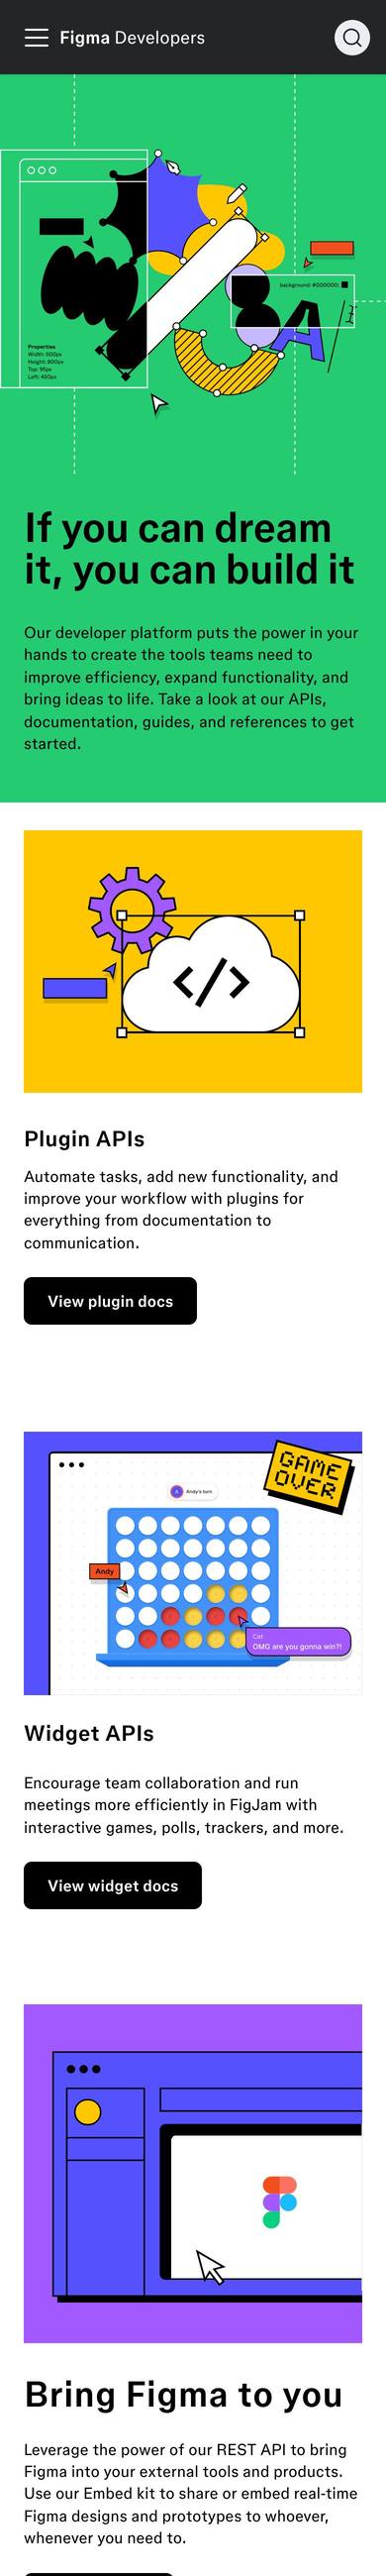 Figma Developers
background: #000000;
Properties
Width: 500px
Height: 800px
Top: 95px
Left: 450px
A
If you can dream
it, you can build it
Our developer platform puts the power in your
hands to create the tools teams need to
improve efficiency, expand functionality, and
bring ideas to life. Take a look at our APIs,
documentation, guides, and references to get
started.
</>
Plugin APIs
Automate tasks, add new functionality, and
improve your workflow with plugins for
everything from documentation to
communication.
View plugin docs
GAME
OVER
A Andy's turn
Andy
Cat
OMG are you gonna win?!
Widget APIs
Encourage team collaboration and run
meetings more efficiently in FigJam with
interactive games, polls, trackers, and more.
View widget docs
Bring Figma to you
Leverage the power of our REST API to bring
Figma into your external tools and products.
Use our Embed kit to share or embed real-time
Figma designs and prototypes to whoever,
whenever you need to.